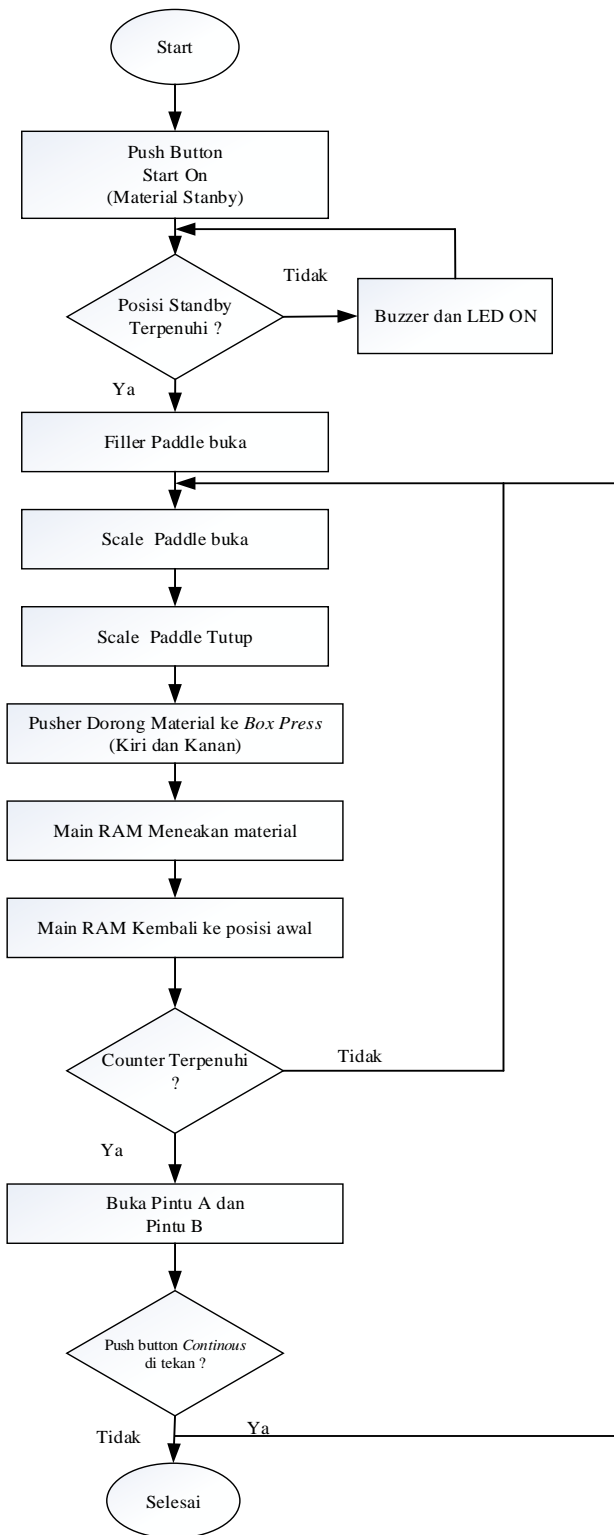 Start
Push Button
Start On
(Material Stanby)
Tidak
Posisi Standby
Terpenuhi ?
Buzzer dan LED ON
Ya
Filler Paddle buka
Scale Paddle buka
Scale Paddle Tutup
Pusher Dorong Material ke Box Press
(Kiri dan Kanan)
Main RAM Meneakan material
Main RAM Kembali ke posisi awal
Counter Terpenuhi
?
Tidak
Ya
Buka Pintu A dan
Pintu B
Push button Continous
di tekan ?
Ya
Tidak
Selesai